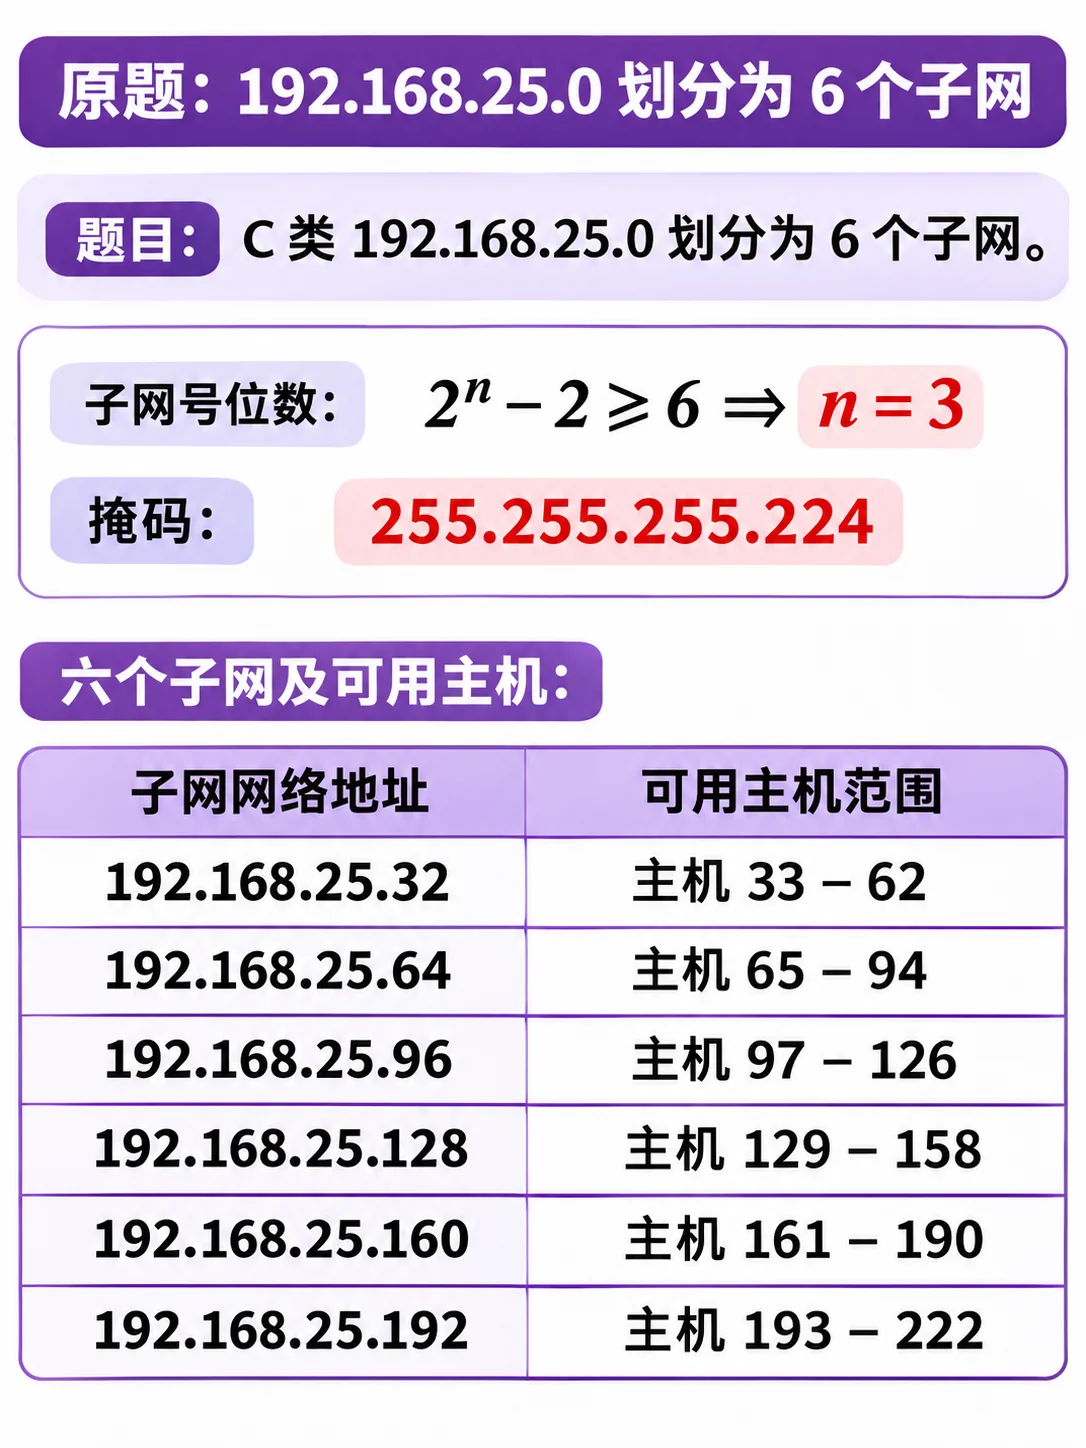 原题：192.168.25.0 划分为 6 个子网
题目： C 类 192.168.25.0 划分为 6 个子网。
子网号位数： 2ⁿ − 2 ⩾ 6 ⇒ n = 3
掩码： 255.255.255.224
六个子网及可用主机：
子网网络地址 可用主机范围
192.168.25.32 主机 33 – 62
192.168.25.64 主机 65 – 94
192.168.25.96 主机 97 – 126
192.168.25.128 主机 129 – 158
192.168.25.160 主机 161 – 190
192.168.25.192 主机 193 – 222